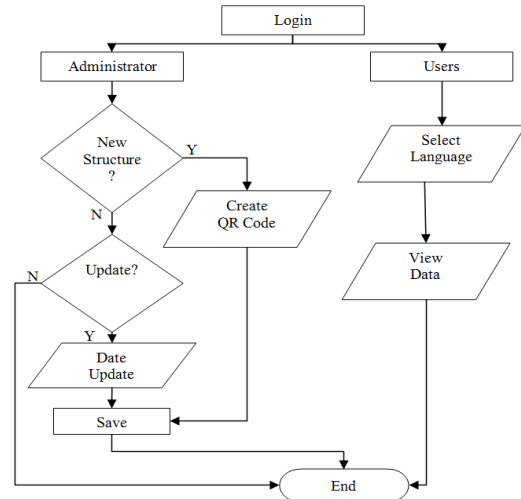 Login
Administrator
Users
New
Structure
?
Y
N
Select
Language
Create
QR Code
Update?
N
Y
View
Data
Date
Update
Save
End